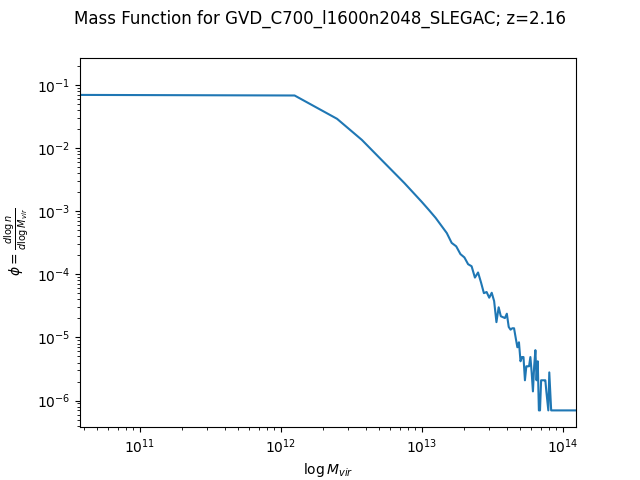 Mass Function for GVD_C700_l1600n2048_SLEGAC; z=2.16
10⁻¹
10⁻²
10⁻³
10⁻⁴
10⁻⁵
10⁻⁶
ϕ = d log n / d log M_vir
10¹¹ 10¹² 10¹³ 10¹⁴
log M_vir